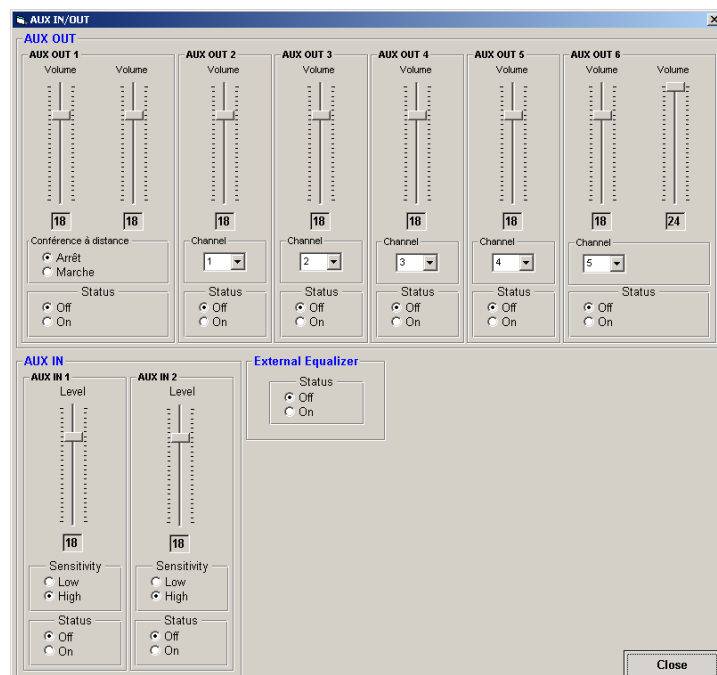 AUX IN/OUT
AUX OUT
AUX OUT 1 AUX OUT 2 AUX OUT 3 AUX OUT 4 AUX OUT 5 AUX OUT 6
Volume Volume Volume Volume Volume Volume Volume Volume
18 18 18 18 18 18 18 24
Conférence à distance Channel Channel Channel Channel Channel
Arrêt 1 2 3 4 5
Marche
Status Status Status Status Status Status
Off Off Off Off Off Off
On On On On On On
AUX IN External Equalizer
AUX IN 1 AUX IN 2 Status
Level Level Off
On
18 18
Sensitivity Sensitivity
Low Low
High High
Status Status
Off Off
On On
Close